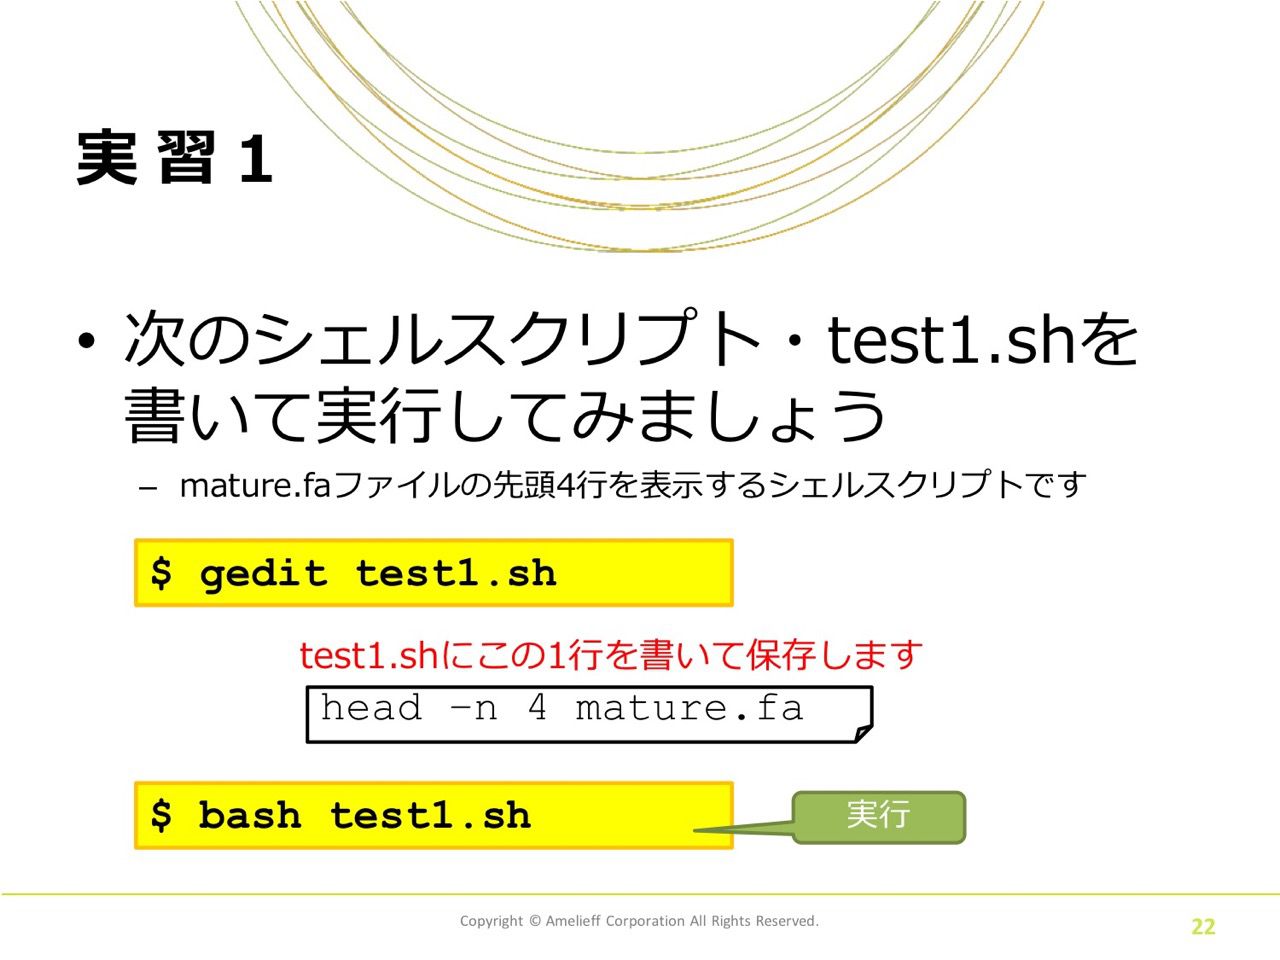 実習１
• 次のシェルスクリプト・test1.shを
書いて実行してみましょう
– mature.faファイルの先頭4行を表示するシェルスクリプトです
$ gedit test1.sh
test1.shにこの1行を書いて保存します
head –n 4 mature.fa
$ bash test1.sh
実行
Copyright © Amelieff Corporation All Rights Reserved.
22